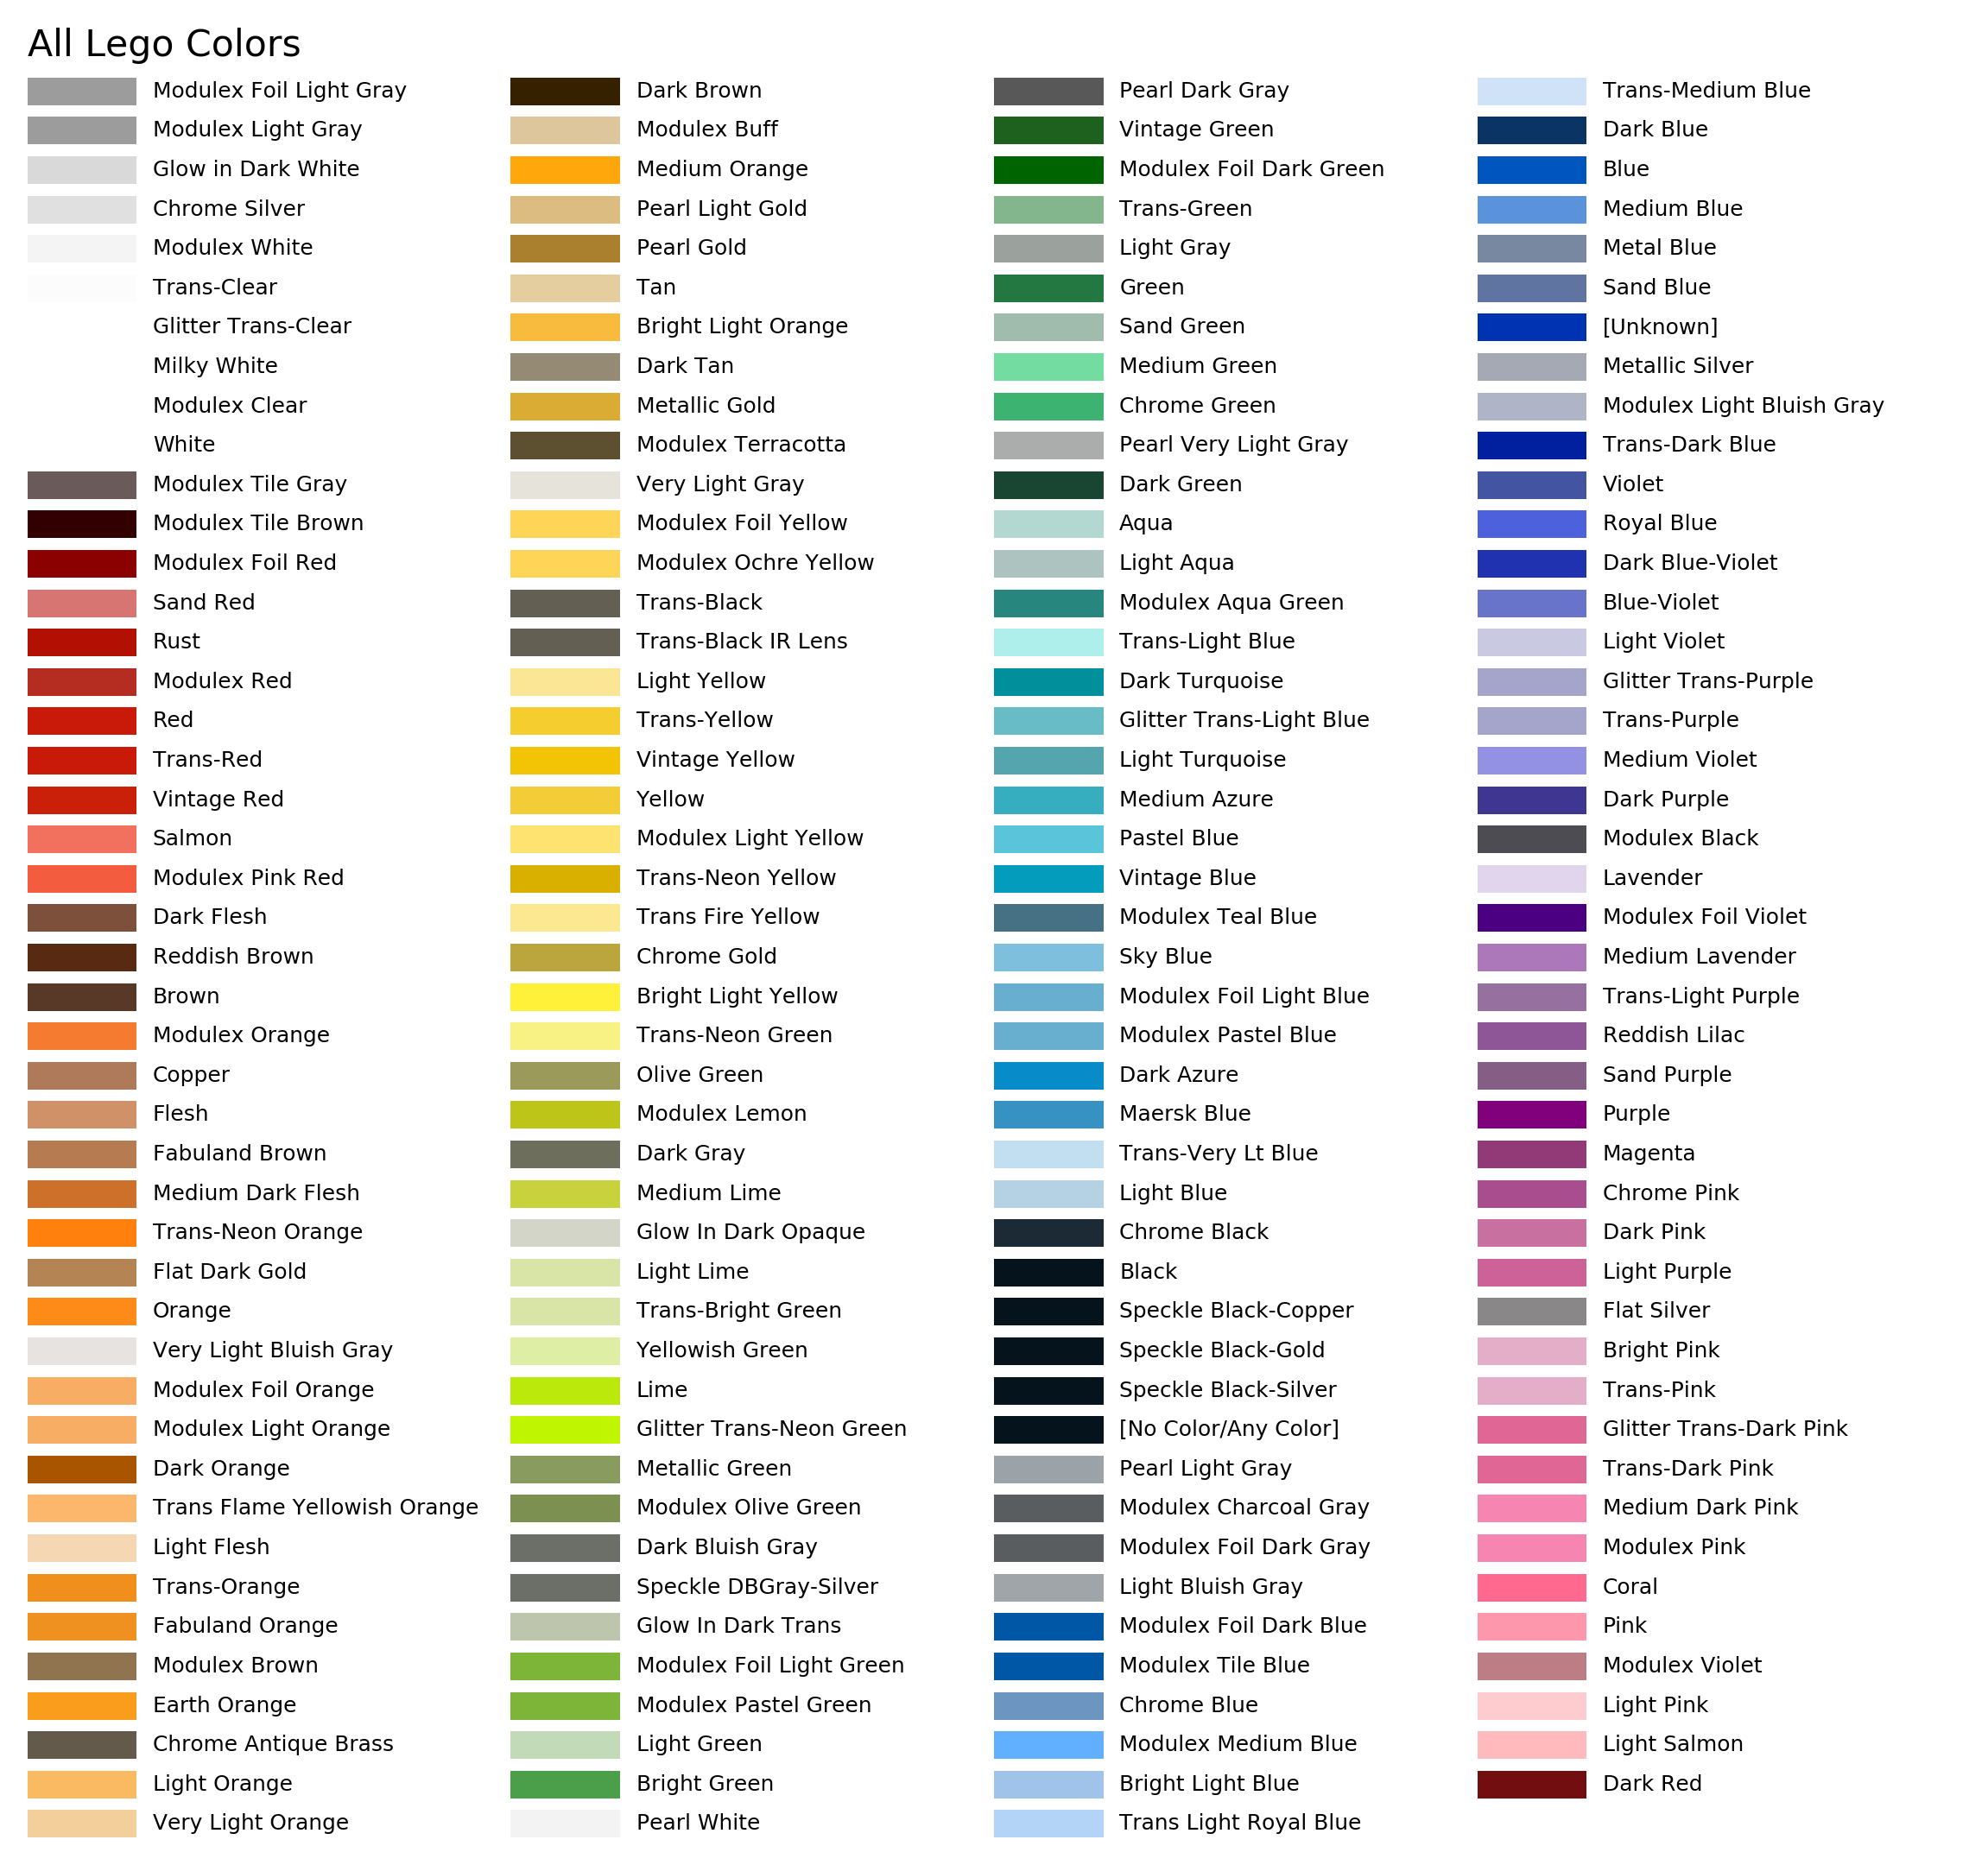 All Lego Colors
Modulex Foil Light Gray
Modulex Light Gray
Glow in Dark White
Chrome Silver
Modulex White
Trans-Clear
Glitter Trans-Clear
Milky White
Modulex Clear
White
Modulex Tile Gray
Modulex Tile Brown
Modulex Foil Red
Sand Red
Rust
Modulex Red
Red
Trans-Red
Vintage Red
Salmon
Modulex Pink Red
Dark Flesh
Reddish Brown
Brown
Modulex Orange
Copper
Flesh
Fabuland Brown
Medium Dark Flesh
Trans-Neon Orange
Flat Dark Gold
Orange
Very Light Bluish Gray
Modulex Foil Orange
Modulex Light Orange
Dark Orange
Trans Flame Yellowish Orange
Light Flesh
Trans-Orange
Fabuland Orange
Modulex Brown
Earth Orange
Chrome Antique Brass
Light Orange
Very Light Orange
Dark Brown
Modulex Buff
Medium Orange
Pearl Light Gold
Pearl Gold
Tan
Bright Light Orange
Dark Tan
Metallic Gold
Modulex Terracotta
Very Light Gray
Modulex Foil Yellow
Modulex Ochre Yellow
Trans-Black
Trans-Black IR Lens
Light Yellow
Trans-Yellow
Vintage Yellow
Yellow
Modulex Light Yellow
Trans-Neon Yellow
Trans Fire Yellow
Chrome Gold
Bright Light Yellow
Trans-Neon Green
Olive Green
Modulex Lemon
Dark Gray
Medium Lime
Glow In Dark Opaque
Light Lime
Trans-Bright Green
Yellowish Green
Lime
Glitter Trans-Neon Green
Metallic Green
Modulex Olive Green
Dark Bluish Gray
Speckle DBGray-Silver
Glow In Dark Trans
Modulex Foil Light Green
Modulex Pastel Green
Light Green
Bright Green
Pearl White
Pearl Dark Gray
Vintage Green
Modulex Foil Dark Green
Trans-Green
Light Gray
Green
Sand Green
Medium Green
Chrome Green
Pearl Very Light Gray
Dark Green
Aqua
Light Aqua
Modulex Aqua Green
Trans-Light Blue
Dark Turquoise
Glitter Trans-Light Blue
Light Turquoise
Medium Azure
Pastel Blue
Vintage Blue
Modulex Teal Blue
Sky Blue
Modulex Foil Light Blue
Modulex Pastel Blue
Dark Azure
Maersk Blue
Trans-Very Lt Blue
Light Blue
Chrome Black
Black
Speckle Black-Copper
Speckle Black-Gold
Speckle Black-Silver
[No Color/Any Color]
Pearl Light Gray
Modulex Charcoal Gray
Modulex Foil Dark Gray
Light Bluish Gray
Modulex Foil Dark Blue
Modulex Tile Blue
Chrome Blue
Modulex Medium Blue
Bright Light Blue
Trans Light Royal Blue
Trans-Medium Blue
Dark Blue
Blue
Medium Blue
Metal Blue
Sand Blue
[Unknown]
Metallic Silver
Modulex Light Bluish Gray
Trans-Dark Blue
Violet
Royal Blue
Dark Blue-Violet
Blue-Violet
Light Violet
Glitter Trans-Purple
Trans-Purple
Medium Violet
Dark Purple
Modulex Black
Lavender
Modulex Foil Violet
Medium Lavender
Trans-Light Purple
Reddish Lilac
Sand Purple
Purple
Magenta
Chrome Pink
Dark Pink
Light Purple
Flat Silver
Bright Pink
Trans-Pink
Glitter Trans-Dark Pink
Trans-Dark Pink
Medium Dark Pink
Modulex Pink
Coral
Pink
Modulex Violet
Light Pink
Light Salmon
Dark Red